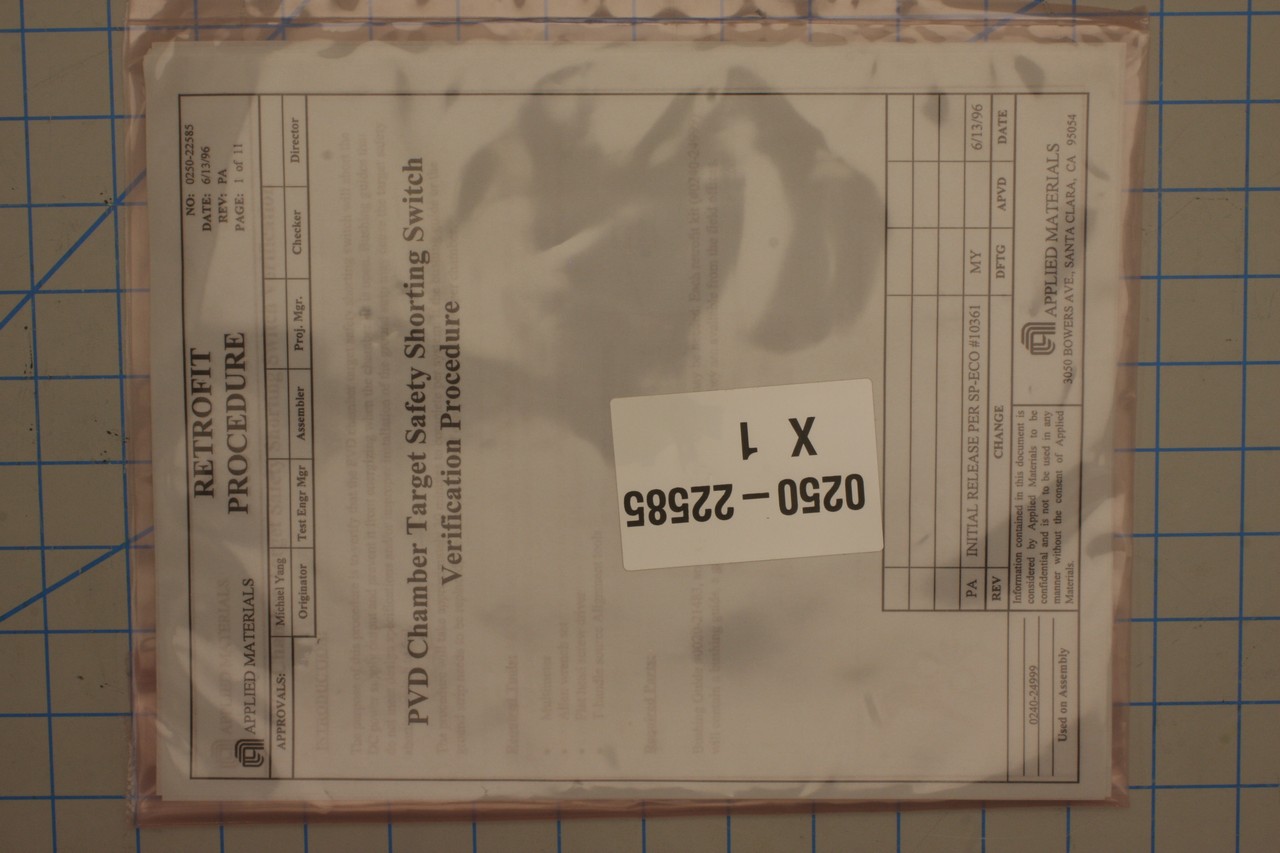 APPLIED MATERIALS
RETROFIT
PROCEDURE
NO: 0250-22585
DATE: 6/13/96
REV: PA
PAGE: 1 of 11
APPROVALS:
Michael Yang
Originator Test Engr Mgr Assembler Proj. Mgr. Checker Director
PVD Chamber Target Safety Shorting Switch
Verification Procedure
0250-22585
X 1
PA INITIAL RELEASE PER SP-ECO #10361 MY 6/13/96
REV CHANGE DFTG APVD DATE
0240-24999
Used on Assembly
Information contained in this document is
considered by Applied Materials to be
confidential and is not to be used in any
manner without the consent of Applied
Materials.
APPLIED MATERIALS
3050 BOWERS AVE., SANTA CLARA, CA 95054